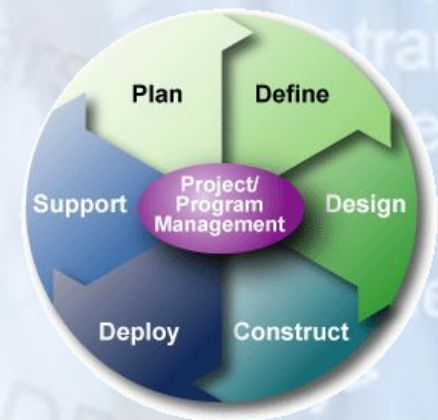 Plan
Define
Support
Project/
Program
Management
Design
Deploy
Construct